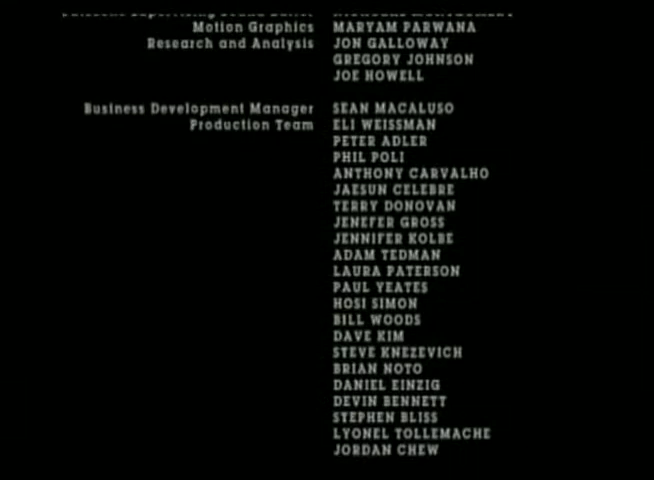 Motion Graphics MARYAM PARWANA
Research and Analysis JON GALLOWAY
GREGORY JOHNSON
JOE HOWELL
Business Development Manager SEAN MACALUSO
Production Team ELI WEISSMAN
PETER ADLER
PHIL POLI
ANTHONY CARVALHO
JAESUN CELEBRE
TERRY DONOVAN
JENEFER GROSS
JENNIFER KOLBE
ADAM TEDMAN
LAURA PATERSON
PAUL YEATES
HOSI SIMON
BILL WOODS
DAVE KIM
STEVE KNEZEVICH
BRIAN NOTO
DANIEL EINZIG
DEVIN BENNETT
STEPHEN BLISS
LYONEL TOLLEMACHE
JORDAN CHEW